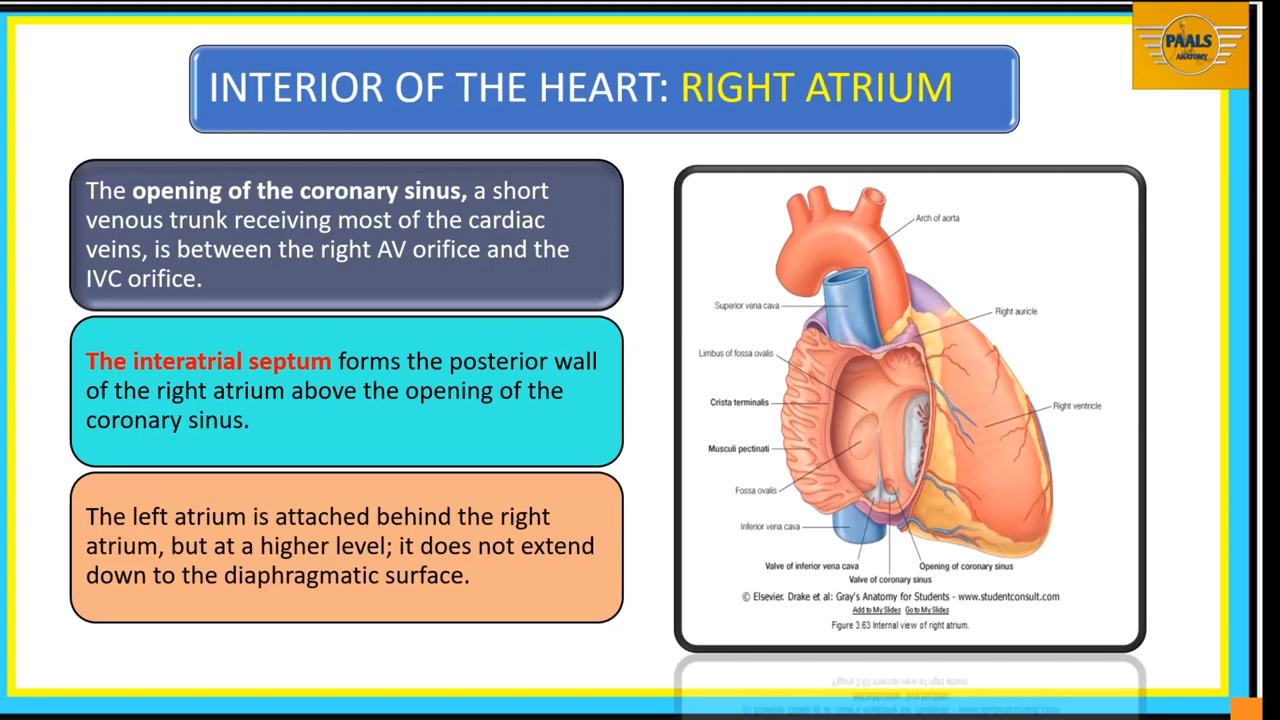 PAALS
ANATOMY
INTERIOR OF THE HEART: RIGHT ATRIUM
The opening of the coronary sinus, a short
venous trunk receiving most of the cardiac
veins, is between the right AV orifice and the
IVC orifice.
The interatrial septum forms the posterior wall
of the right atrium above the opening of the
coronary sinus.
The left atrium is attached behind the right
atrium, but at a higher level; it does not extend
down to the diaphragmatic surface.
Arch of aorta
Superior vena cava
Right auricle
Limbus of fossa ovalis
Crista terminalis
Right ventricle
Musculi pectinati
Fossa ovalis
Inferior vena cava
Valve of inferior vena cava
Opening of coronary sinus
Valve of coronary sinus
© Elsevier. Drake et al: Gray's Anatomy for Students - www.studentconsult.com
Add to My Slides Go to My Slides
Figure 3.63 Internal view of right atrium.